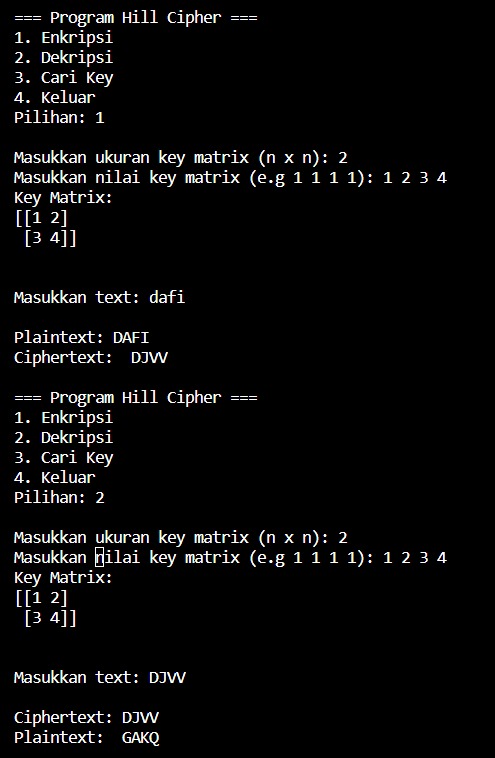 === Program Hill Cipher ===
1. Enkripsi
2. Dekripsi
3. Cari Key
4. Keluar
Pilihan: 1
Masukkan ukuran key matrix (n x n): 2
Masukkan nilai key matrix (e.g 1 1 1 1): 1 2 3 4
Key Matrix:
[[1 2]
 [3 4]]
Masukkan text: dafi
Plaintext: DAFI
Ciphertext:  DJVV
=== Program Hill Cipher ===
1. Enkripsi
2. Dekripsi
3. Cari Key
4. Keluar
Pilihan: 2
Masukkan ukuran key matrix (n x n): 2
Masukkan nilai key matrix (e.g 1 1 1 1): 1 2 3 4
Key Matrix:
[[1 2]
 [3 4]]
Masukkan text: DJVV
Ciphertext: DJVV
Plaintext:  GAKQ